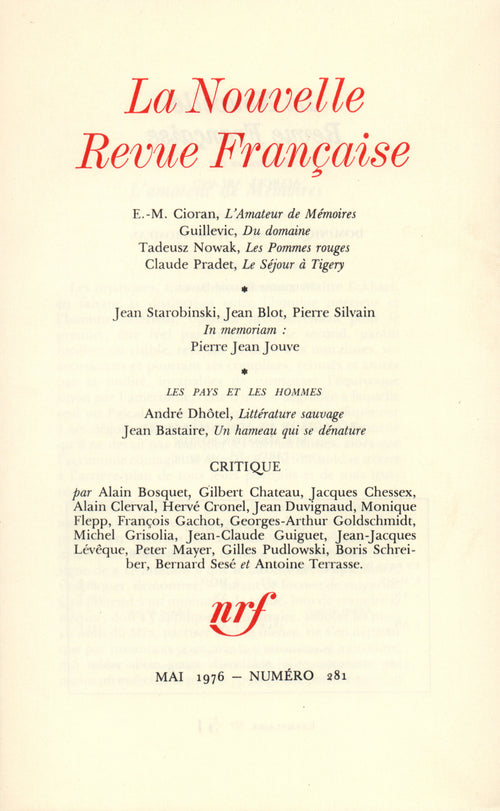 La Nouvelle
Revue Française
E.-M. Cioran, L'Amateur de Mémoires
Guillevic, Du domaine
Tadeusz Nowak, Les Pommes rouges
Claude Pradet, Le Séjour à Tigery
*
Jean Starobinski, Jean Blot, Pierre Silvain
In memoriam :
Pierre Jean Jouve
*
LES PAYS ET LES HOMMES
André Dhôtel, Littérature sauvage
Jean Bastaire, Un hameau qui se dénature
CRITIQUE
par Alain Bosquet, Gilbert Chateau, Jacques Chessex,
Alain Clerval, Hervé Cronel, Jean Duvignaud, Monique
Flepp, François Gachot, Georges-Arthur Goldschmidt,
Michel Grisolia, Jean-Claude Guiguet, Jean-Jacques
Lévêque, Peter Mayer, Gilles Pudlowski, Boris Schrei-
ber, Bernard Sesé et Antoine Terrasse.
nrf
MAI 1976 — NUMÉRO 281